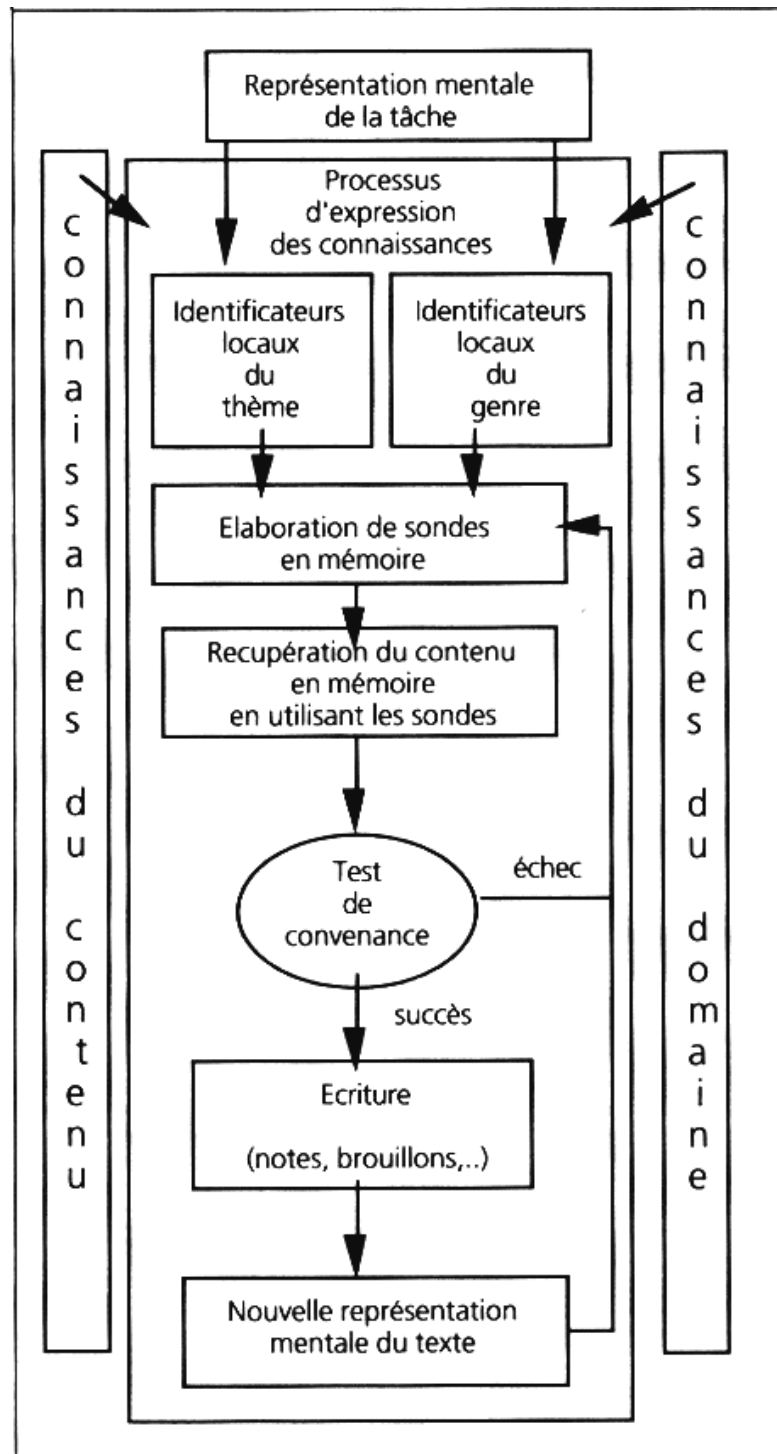 Représentation mentale
de la tâche
connaissances du contenu
Processus
d'expression
des connaissances
connaissances du domaine
Identificateurs
locaux
du
thème
Identificateurs
locaux
du
genre
Elaboration de sondes
en mémoire
Recupération du contenu
en mémoire
en utilisant les sondes
Test
de
convenance
échec
succès
Ecriture
(notes, brouillons,..)
Nouvelle représentation
mentale du texte